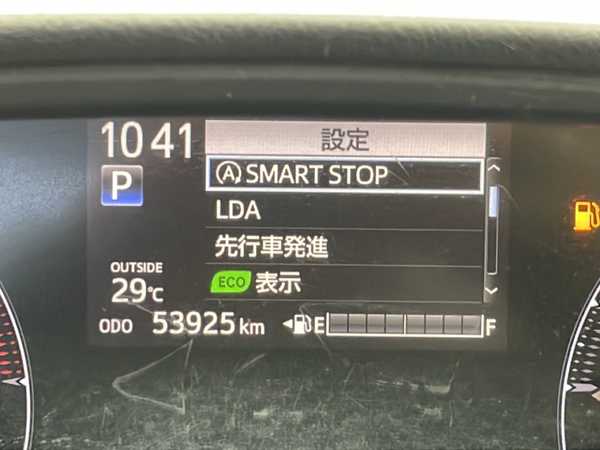 10 41
設定
P
Ⓐ SMART STOP
LDA
先行車発進
ECO 表示
OUTSIDE
29℃
ODO 53925 km
E F